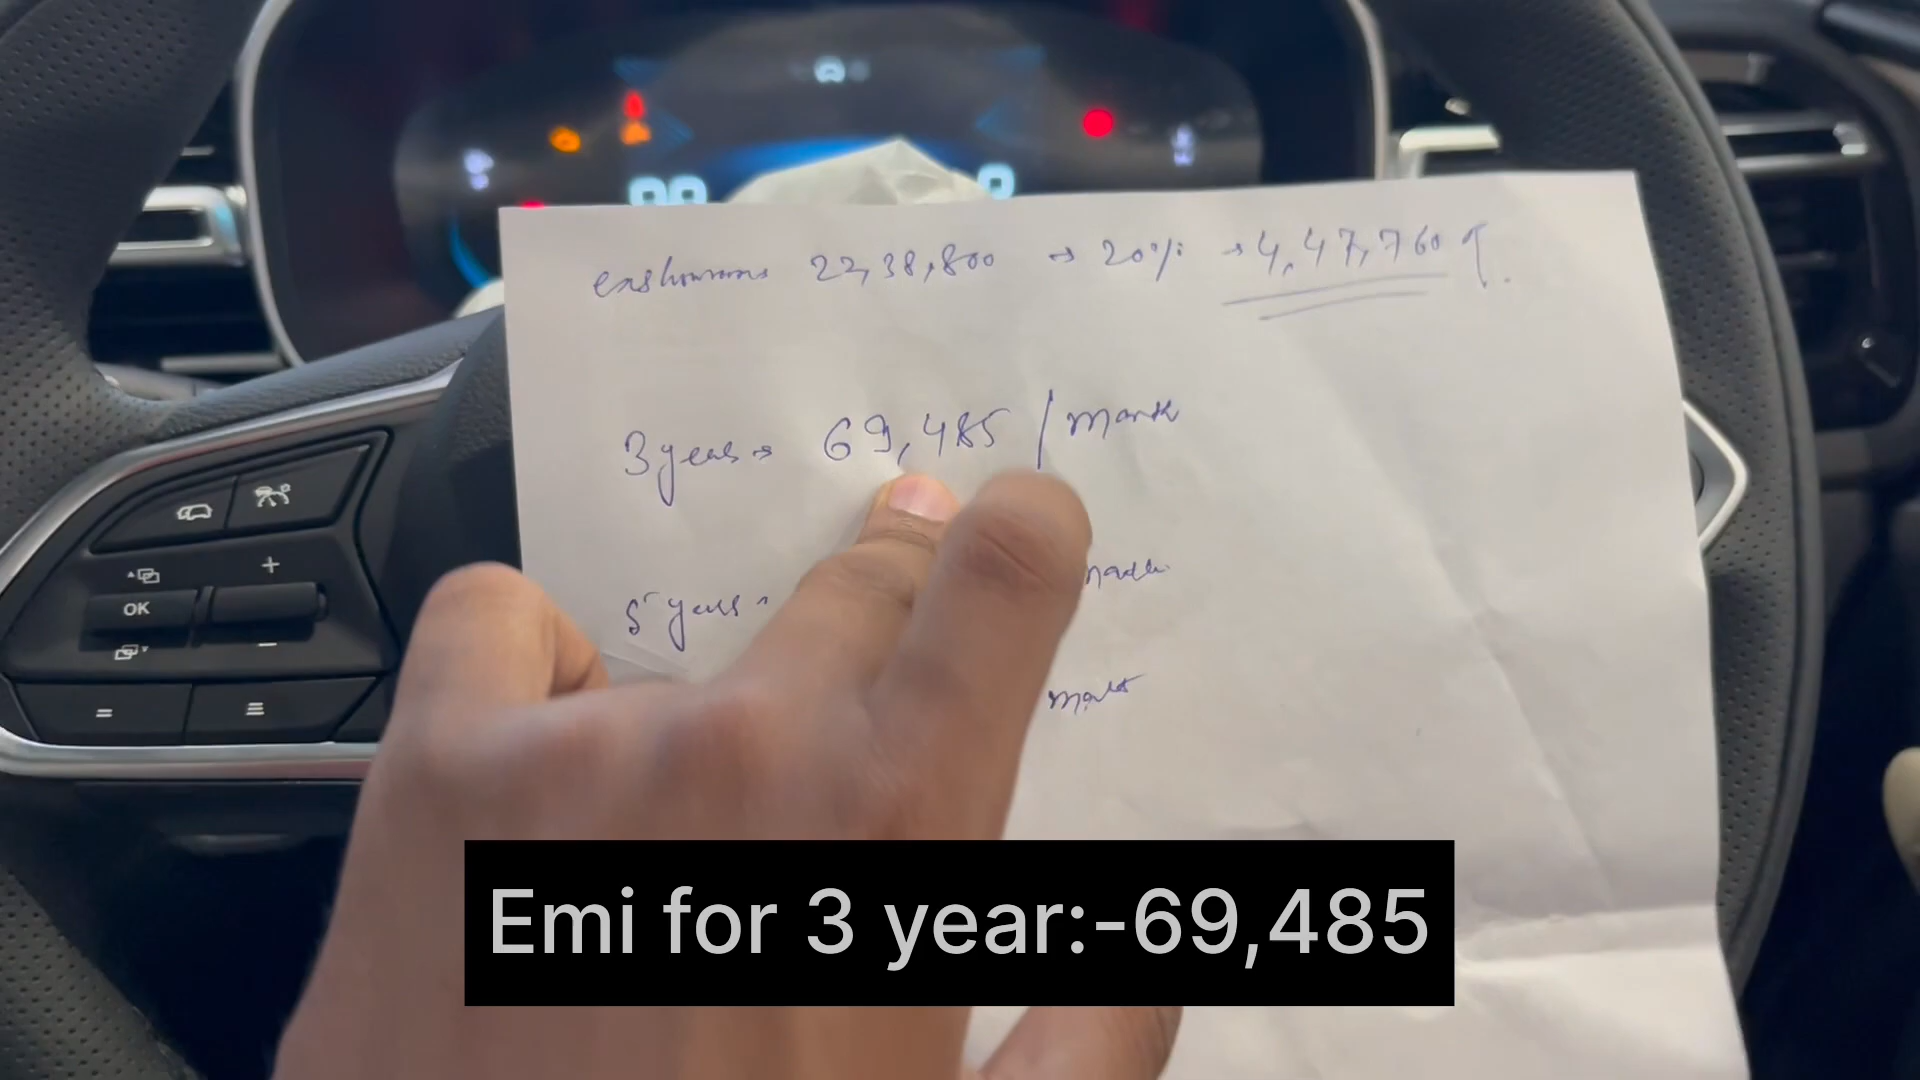 exshowroom 22,38,800 → 20% → 4,47,760
3 years → 69,485 / Month
5 years
month
month
OK
+
-
Emi for 3 year:-69,485